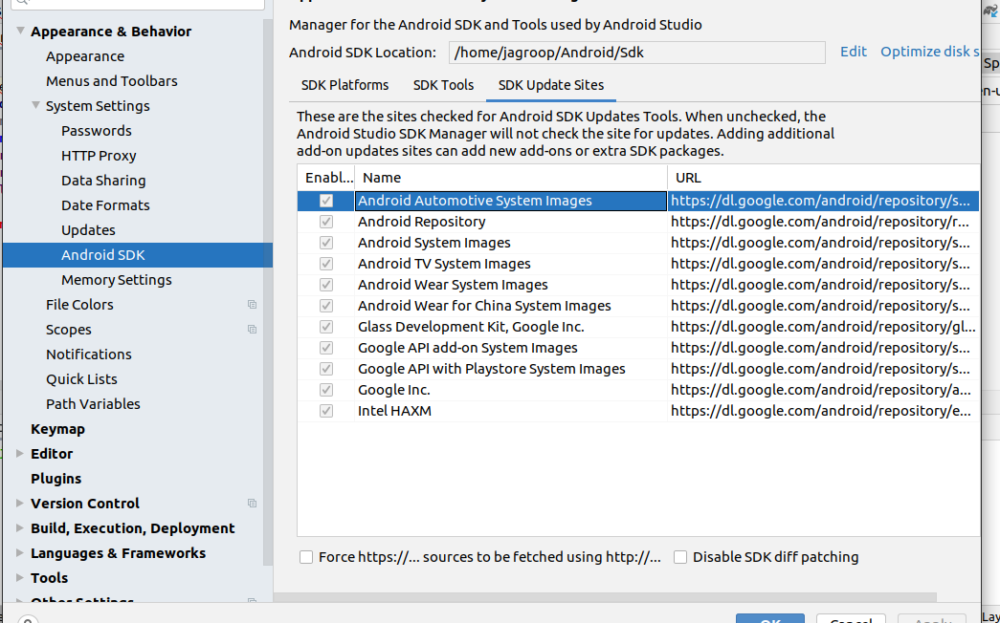 Appearance & Behavior
Appearance
Menus and Toolbars
System Settings
Passwords
HTTP Proxy
Data Sharing
Date Formats
Updates
Android SDK
Memory Settings
File Colors
Scopes
Notifications
Quick Lists
Path Variables
Keymap
Editor
Plugins
Version Control
Build, Execution, Deployment
Languages & Frameworks
Tools
Other Settings
Manager for the Android SDK and Tools used by Android Studio
Android SDK Location: /home/jagroop/Android/Sdk Edit Optimize disk s
SDK Platforms SDK Tools SDK Update Sites
These are the sites checked for Android SDK Updates Tools. When unchecked, the
Android Studio SDK Manager will not check the site for updates. Adding additional
add-on updates sites can add new add-ons or extra SDK packages.
Enabl... Name URL
Android Automotive System Images https://dl.google.com/android/repository/s...
Android Repository https://dl.google.com/android/repository/r...
Android System Images https://dl.google.com/android/repository/s...
Android TV System Images https://dl.google.com/android/repository/s...
Android Wear System Images https://dl.google.com/android/repository/s...
Android Wear for China System Images https://dl.google.com/android/repository/s...
Glass Development Kit, Google Inc. https://dl.google.com/android/repository/gl...
Google API add-on System Images https://dl.google.com/android/repository/s...
Google API with Playstore System Images https://dl.google.com/android/repository/s...
Google Inc. https://dl.google.com/android/repository/a...
Intel HAXM https://dl.google.com/android/repository/e...
Force https://... sources to be fetched using http://... Disable SDK diff patching
OK Cancel Apply
Sp
en-u
Lay